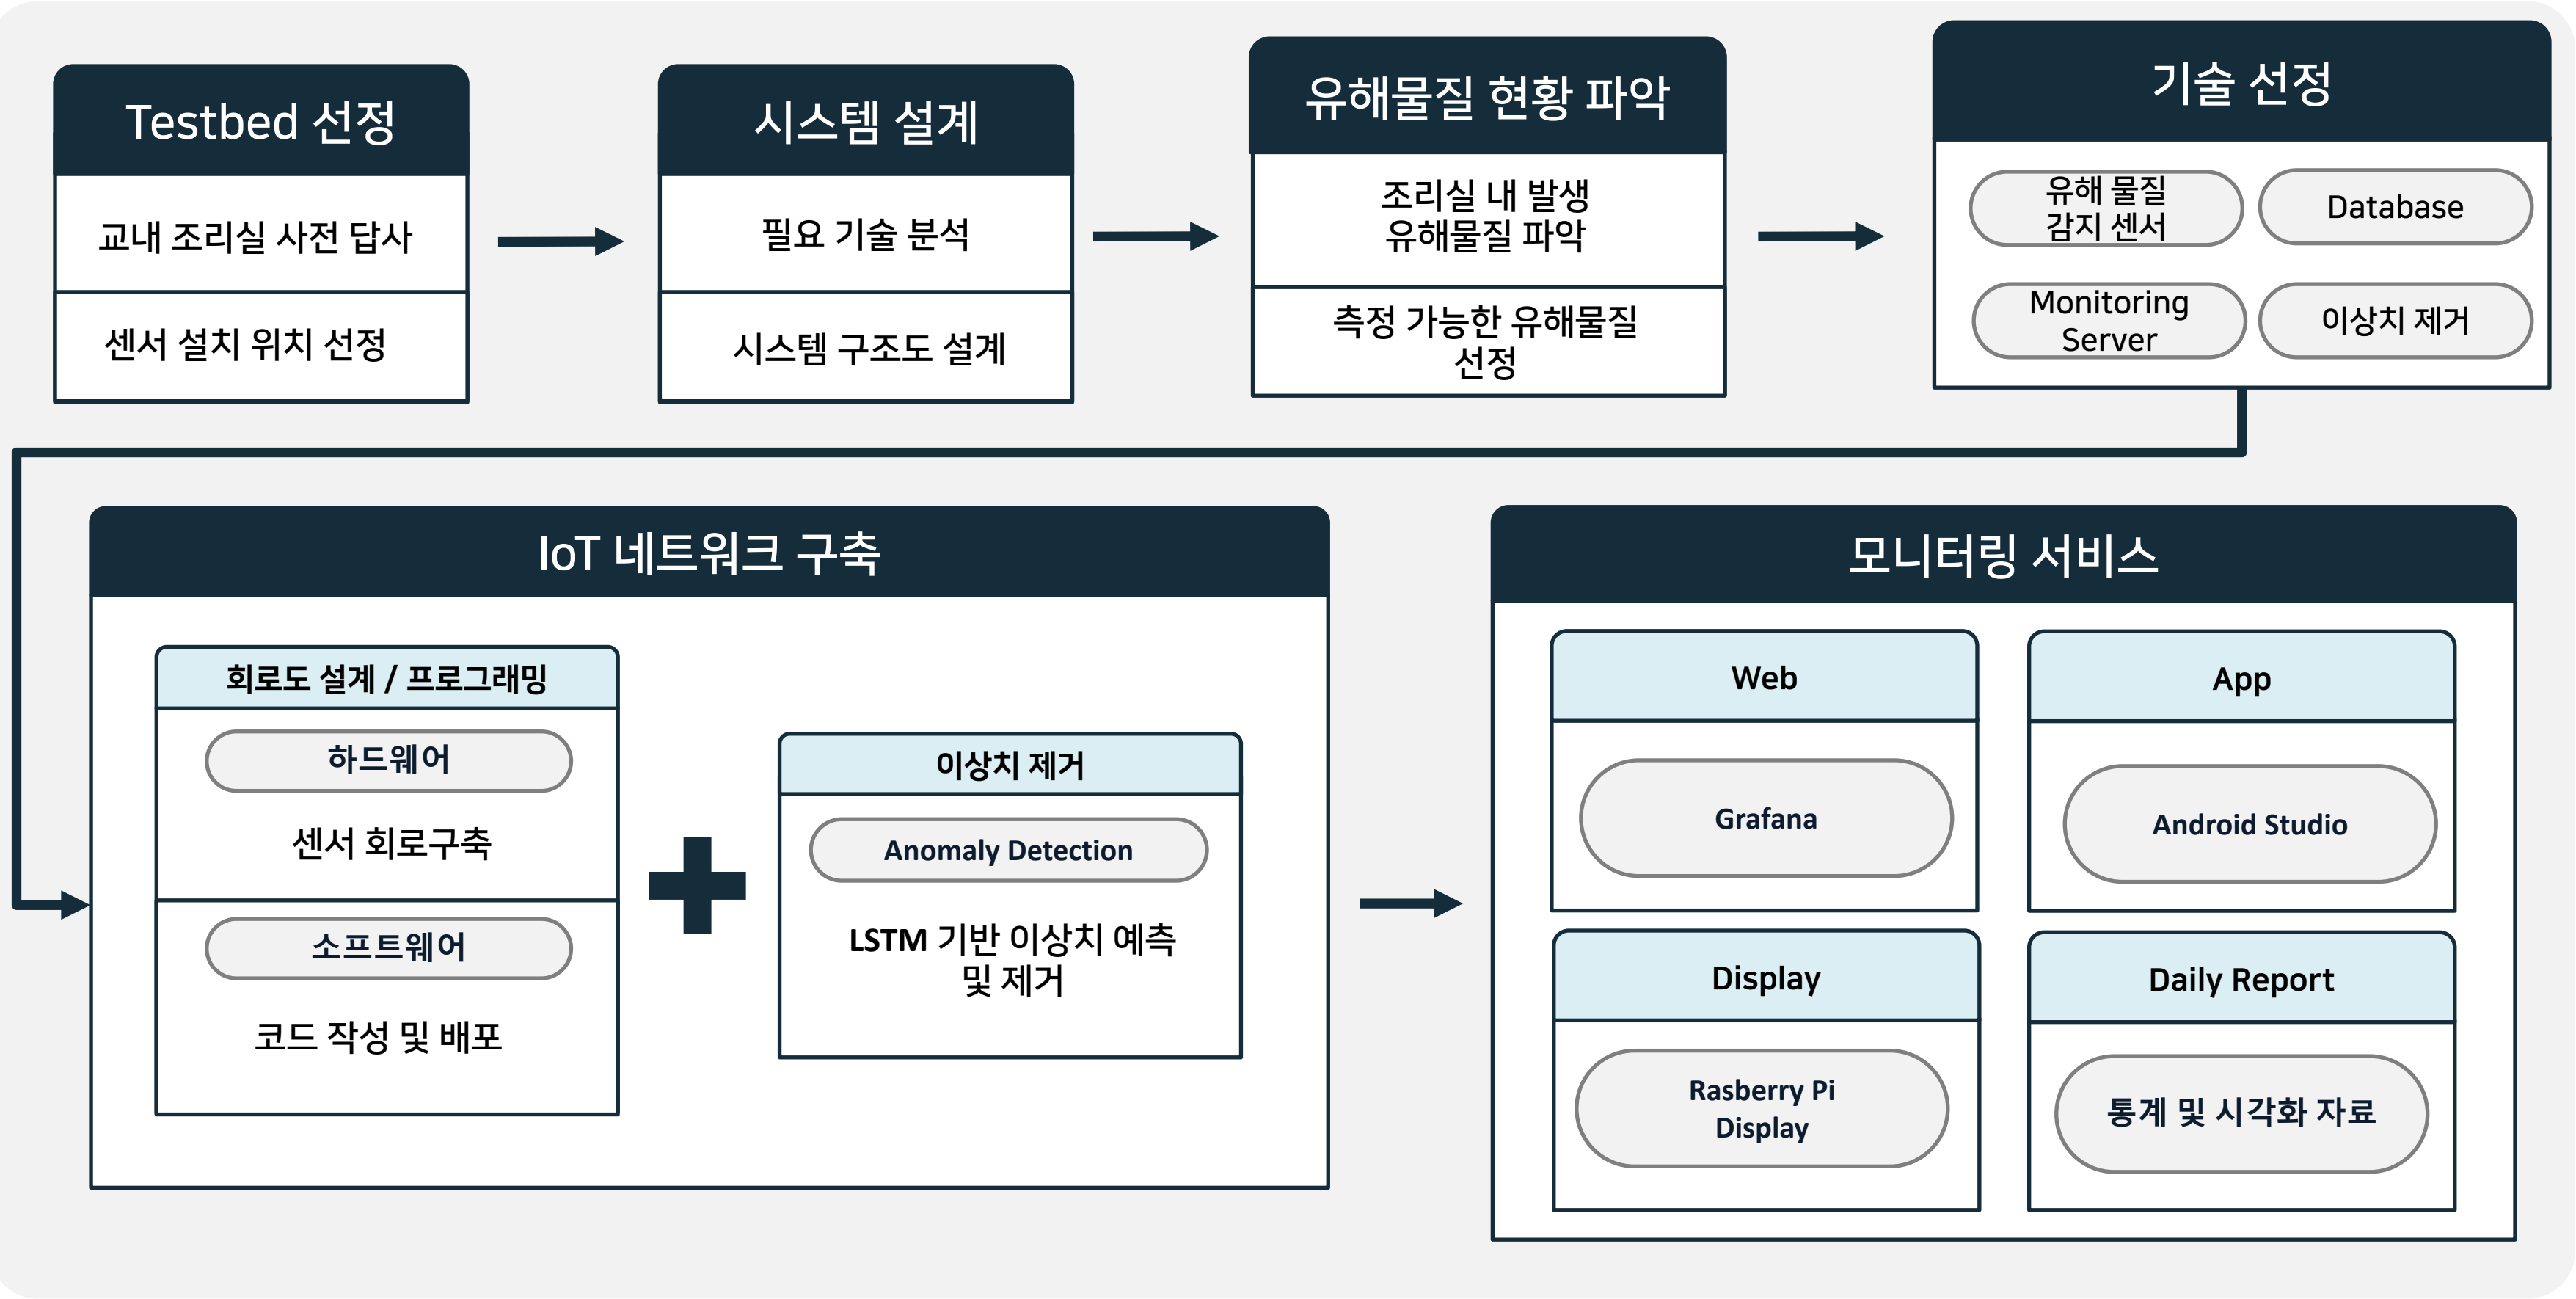 Testbed 선정
교내 조리실 사전 답사
센서 설치 위치 선정
시스템 설계
필요 기술 분석
시스템 구조도 설계
유해물질 현황 파악
조리실 내 발생
유해물질 파악
측정 가능한 유해물질
선정
기술 선정
유해 물질
감지 센서
Database
Monitoring
Server
이상치 제거
IoT 네트워크 구축
회로도 설계 / 프로그래밍
하드웨어
센서 회로구축
소프트웨어
코드 작성 및 배포
이상치 제거
Anomaly Detection
LSTM 기반 이상치 예측
및 제거
모니터링 서비스
Web
Grafana
App
Android Studio
Display
Rasberry Pi
Display
Daily Report
통계 및 시각화 자료